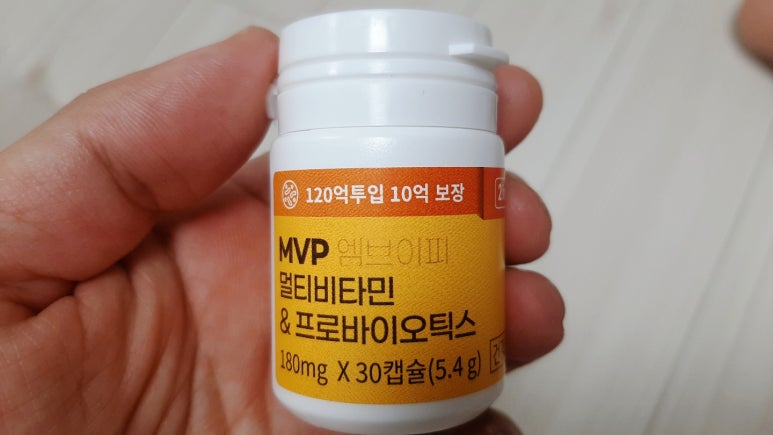 120억투입 10억 보장
MVP 엠브이피
멀티비타민
& 프로바이오틱스
180mg X 30캡슐(5.4 g)